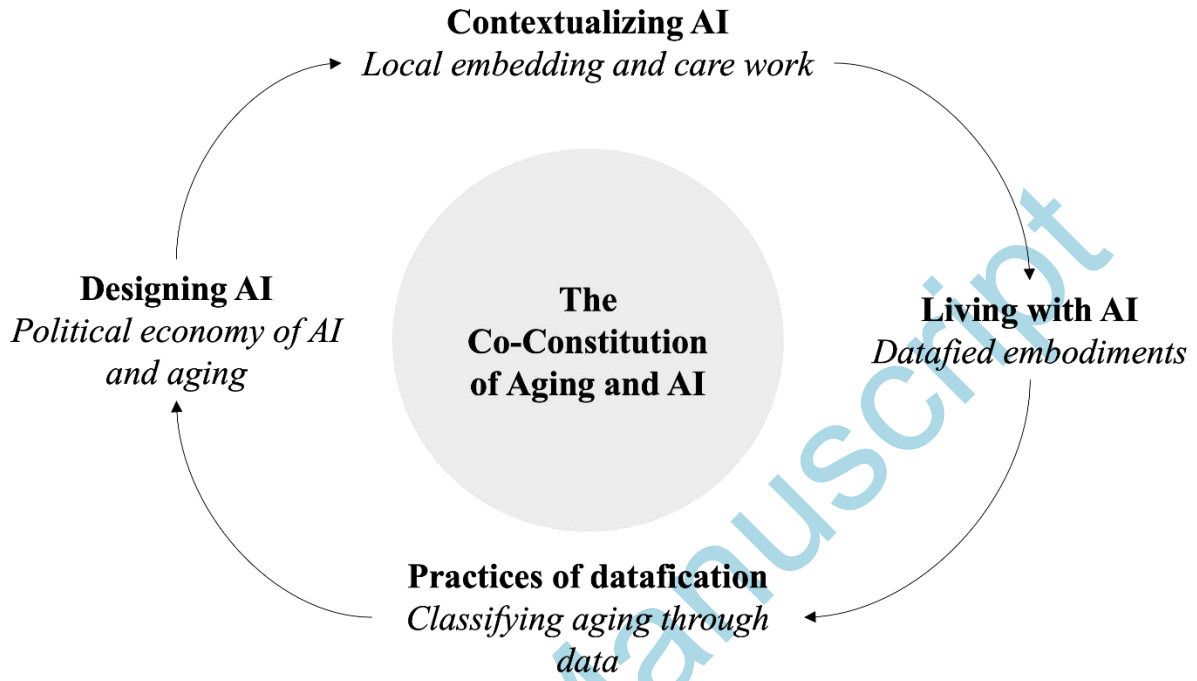 Contextualizing AI
Local embedding and care work
Designing AI
Political economy of AI
and aging
The
Co-Constitution
of Aging and AI
Living with AI
Datafied embodiments
Practices of datafication
Classifying aging through
data
Manuscript